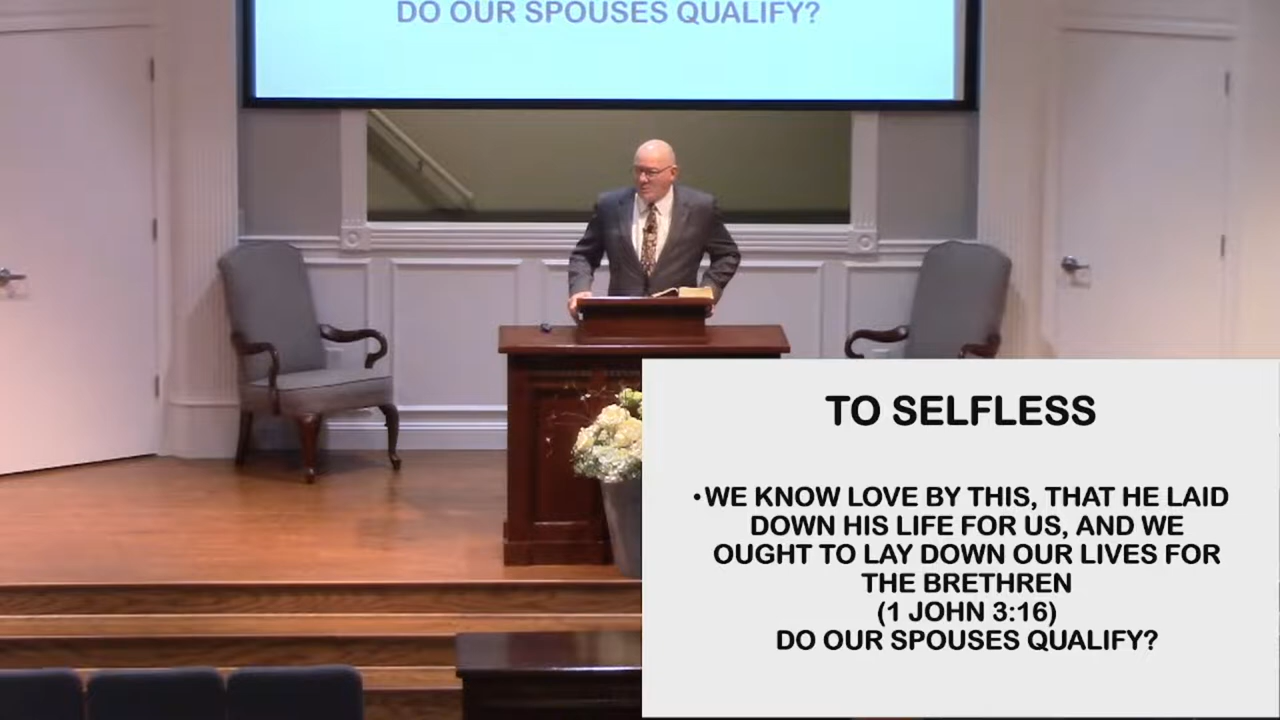 DO OUR SPOUSES QUALIFY?
TO SELFLESS
•WE KNOW LOVE BY THIS, THAT HE LAID
DOWN HIS LIFE FOR US, AND WE
OUGHT TO LAY DOWN OUR LIVES FOR
THE BRETHREN
(1 JOHN 3:16)
DO OUR SPOUSES QUALIFY?